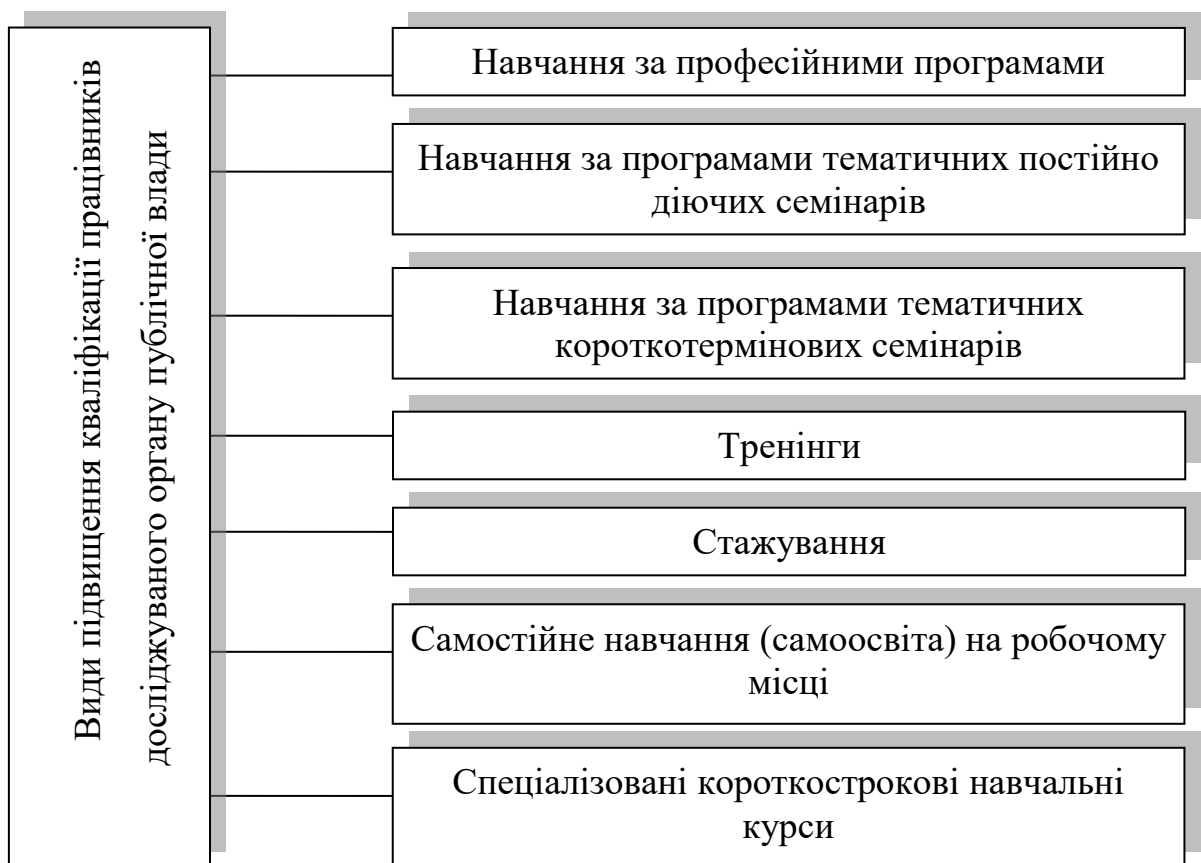 Види підвищення кваліфікації працівників
досліджуваного органу публічної влади
Навчання за професійними програмами
Навчання за програмами тематичних постійно
діючих семінарів
Навчання за програмами тематичних
короткотермінових семінарів
Тренінги
Стажування
Самостійне навчання (самоосвіта) на робочому
місці
Спеціалізовані короткострокові навчальні
курси